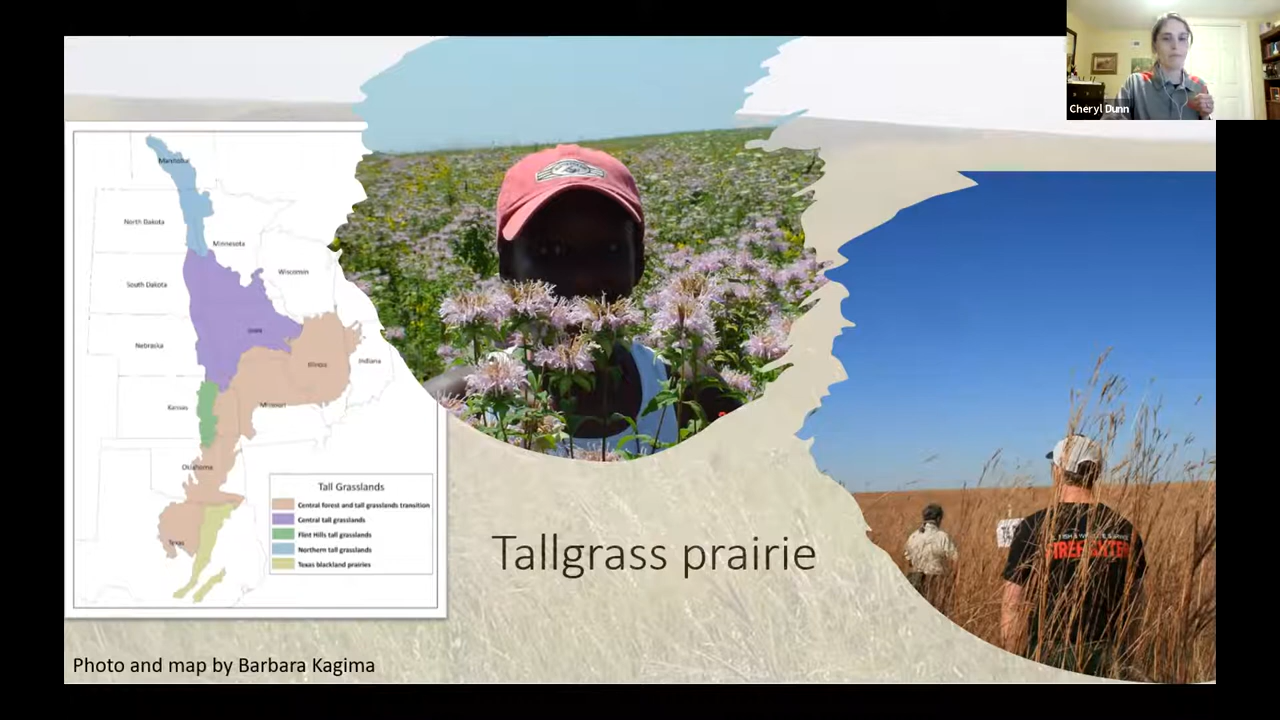 Cheryl Dunn
Manitoba
North Dakota
Minnesota
Wisconsin
South Dakota
Iowa
Nebraska
Illinois
Indiana
Kansas
Missouri
Oklahoma
Texas
Tall Grasslands
Central forest and tall grasslands transition
Central tall grasslands
Flint Hills tall grasslands
Northern tall grasslands
Texas blackland prairies
FIREFIGHTER
Tallgrass prairie
Photo and map by Barbara Kagima